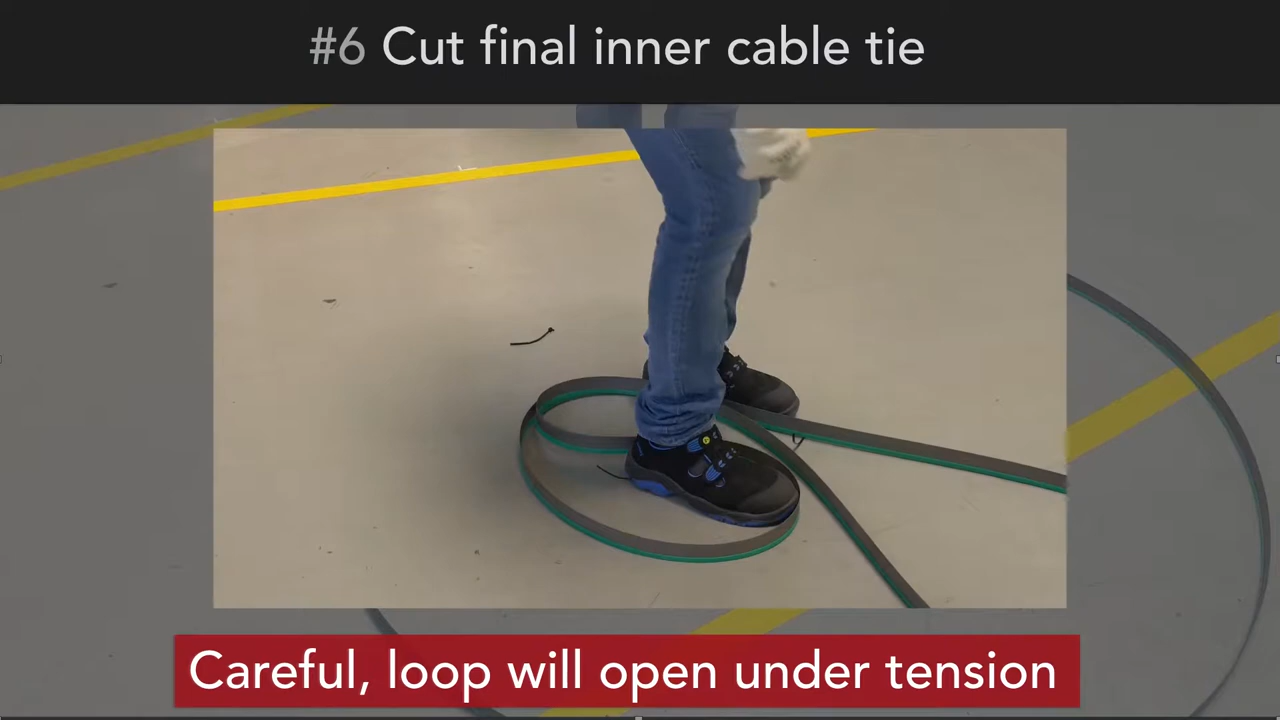 #6 Cut final inner cable tie
Careful, loop will open under tension